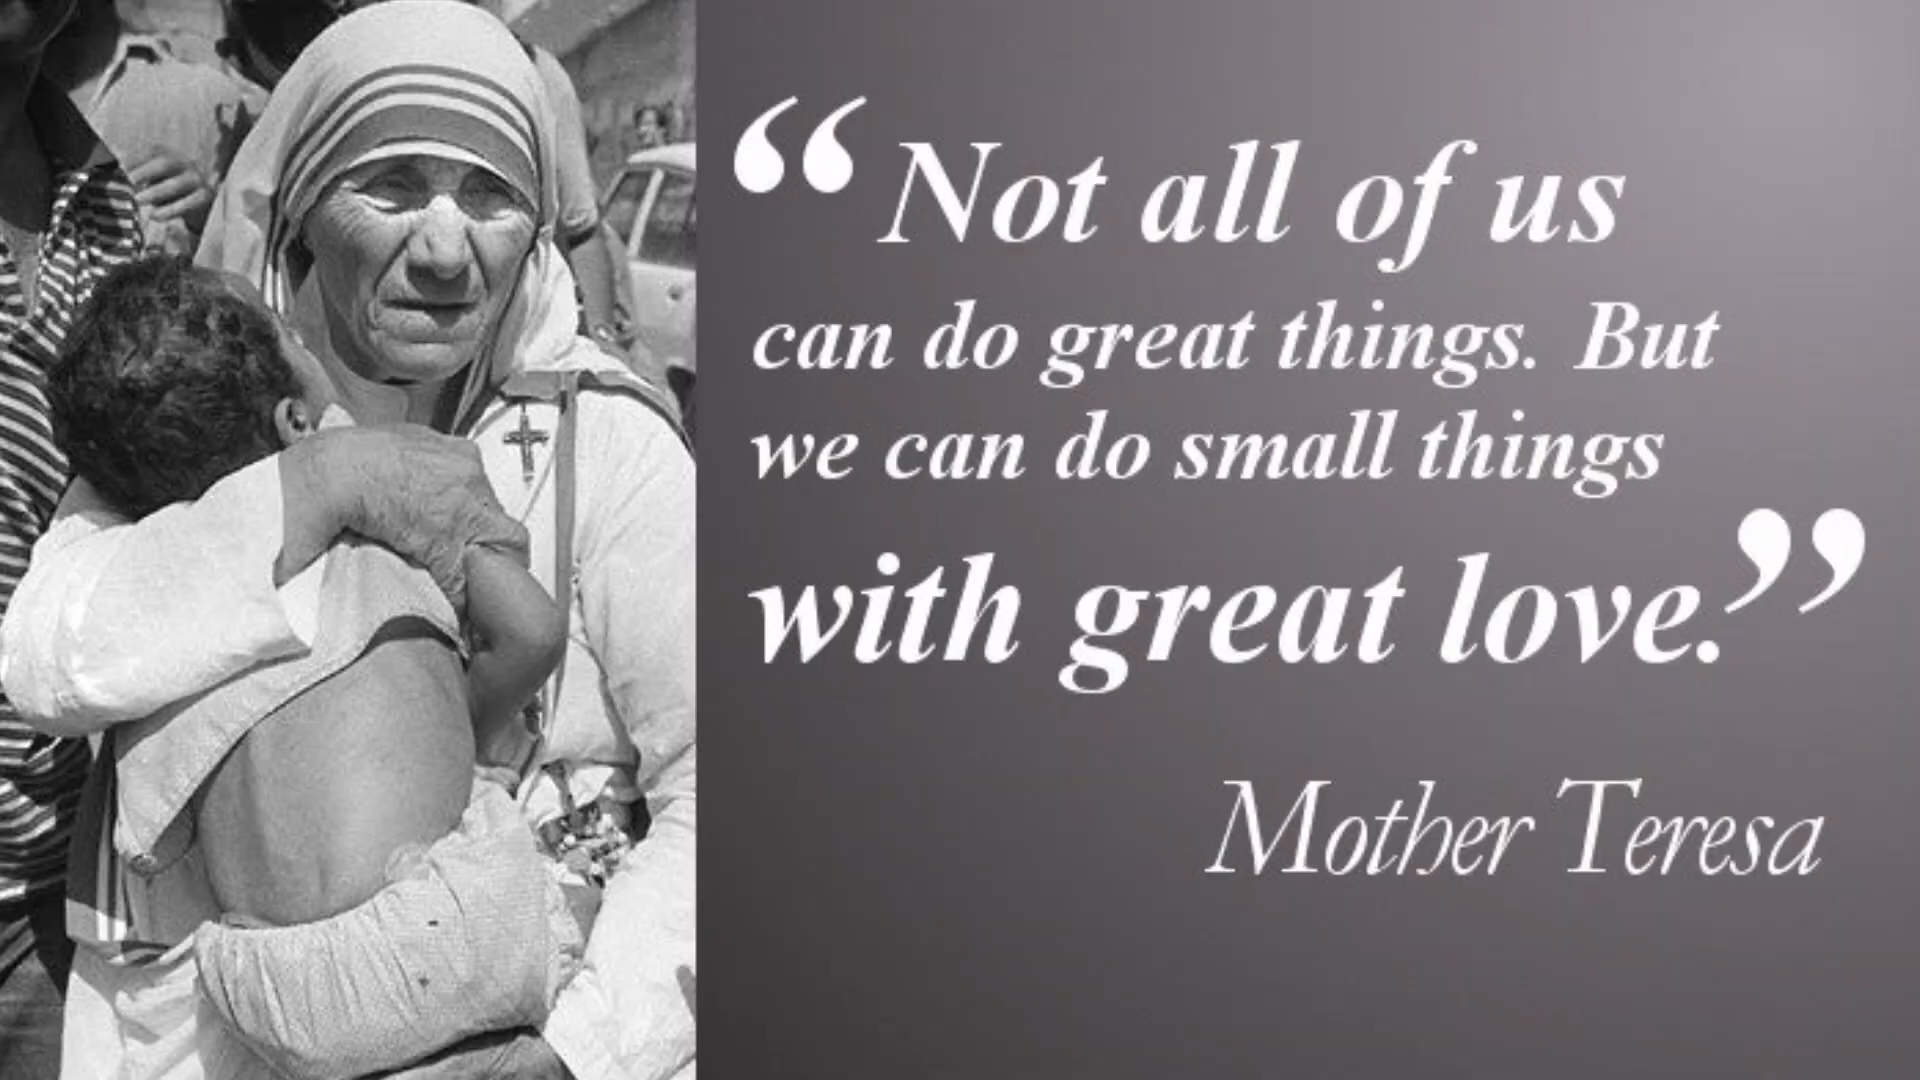 “Not all of us
can do great things. But
we can do small things
with great love.”
Mother Teresa